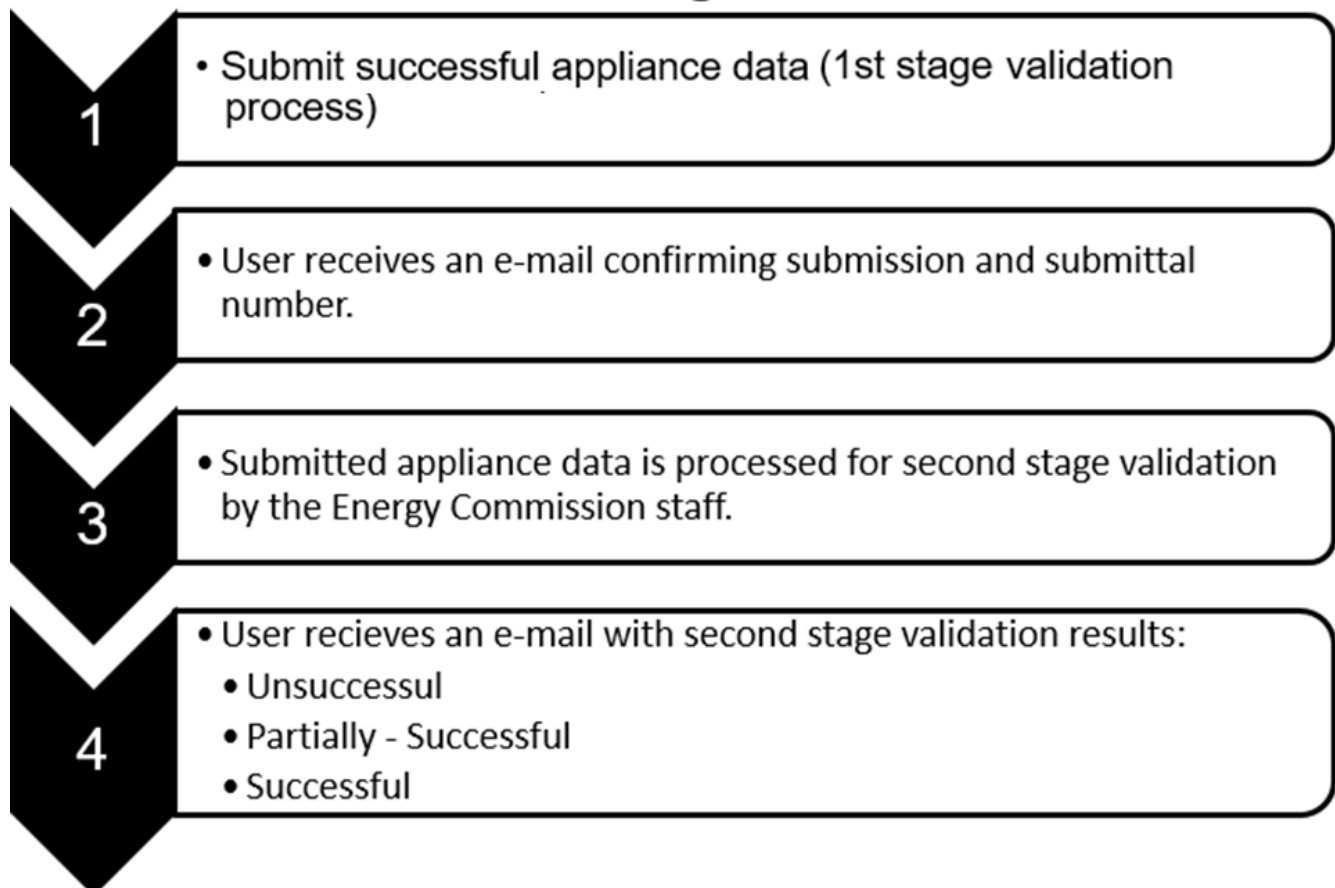 1
• Submit successful appliance data (1st stage validation
process)
2
• User receives an e-mail confirming submission and submittal
number.
3
• Submitted appliance data is processed for second stage validation
by the Energy Commission staff.
4
• User recieves an e-mail with second stage validation results:
• Unsuccessul
• Partially - Successful
• Successful